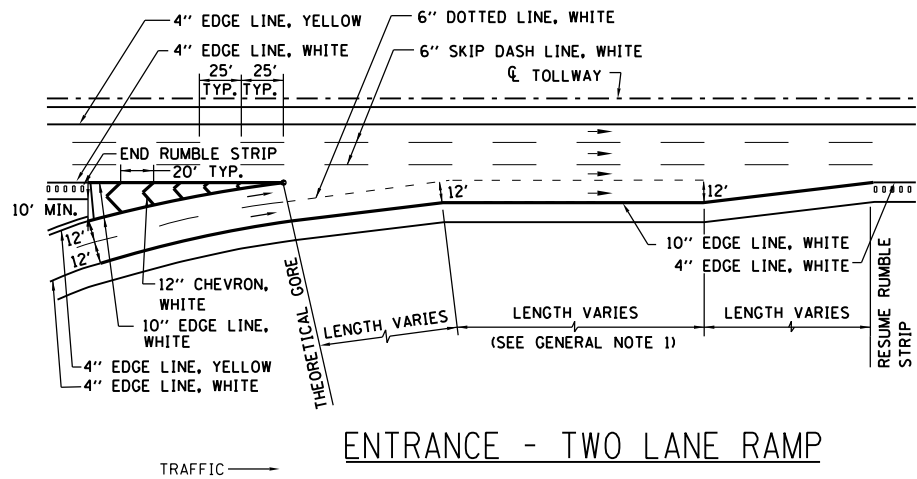 4" EDGE LINE, YELLOW
4" EDGE LINE, WHITE
25' 25'
TYP. TYP.
6" DOTTED LINE, WHITE
6" SKIP DASH LINE, WHITE
℄ TOLLWAY
END RUMBLE STRIP
20' TYP.
10' MIN.
12'
12'
12'
12'
12" CHEVRON,
WHITE
10" EDGE LINE,
WHITE
4" EDGE LINE, YELLOW
4" EDGE LINE, WHITE
THEORETICAL GORE
LENGTH VARIES
LENGTH VARIES
(SEE GENERAL NOTE 1)
LENGTH VARIES
10" EDGE LINE, WHITE
4" EDGE LINE, WHITE
RESUME RUMBLE
STRIP
ENTRANCE - TWO LANE RAMP
TRAFFIC